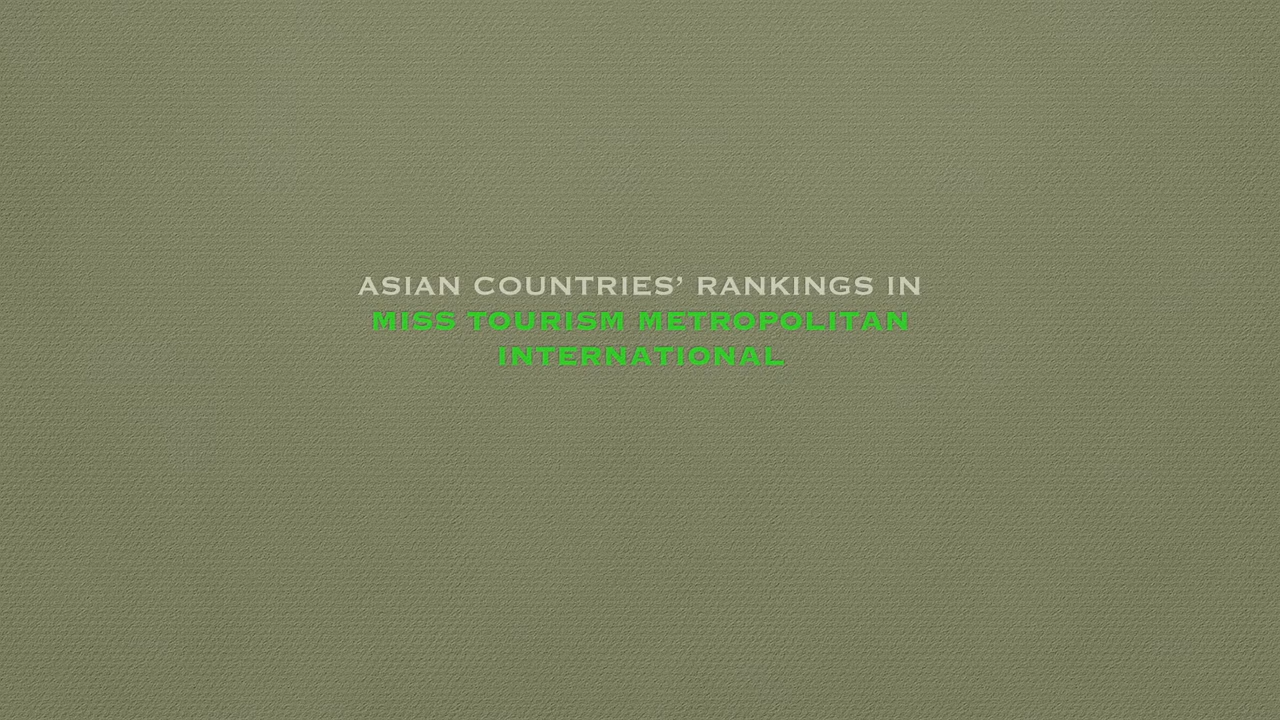 ASIAN COUNTRIES’ RANKINGS IN
MISS TOURISM METROPOLITAN
INTERNATIONAL